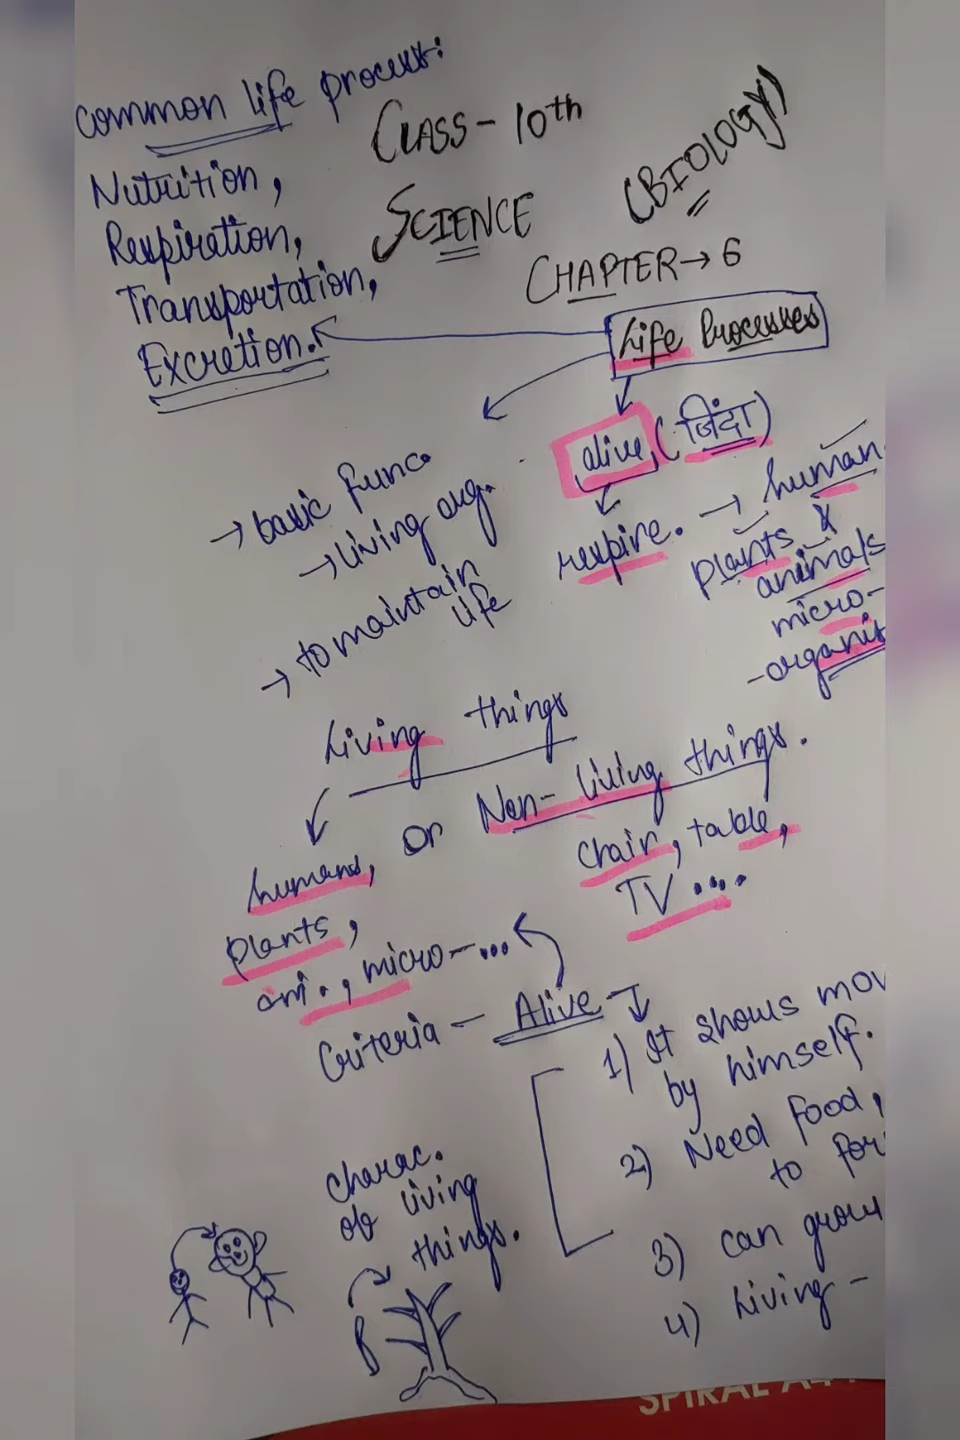 common life process:
Nutrition,
Respiration,
Transportation,
Excretion.
CLASS - 10th
SCIENCE (BIOLOGY)
CHAPTER → 6
Life Processes
→ basic func
→ living org.
→ to maintain
life
alive (जिंदा)
respire. → human
plants &
animals
micro-
-organis
Living things
or Non-living things.
humans,
plants,
ani., micro-...
chair, table,
TV ....
Criteria - Alive →
1) It shows mov
by himself.
2) Need food,
to for
3) can grow
4) Living -
charac.
of living
things.
SPIRAL A4